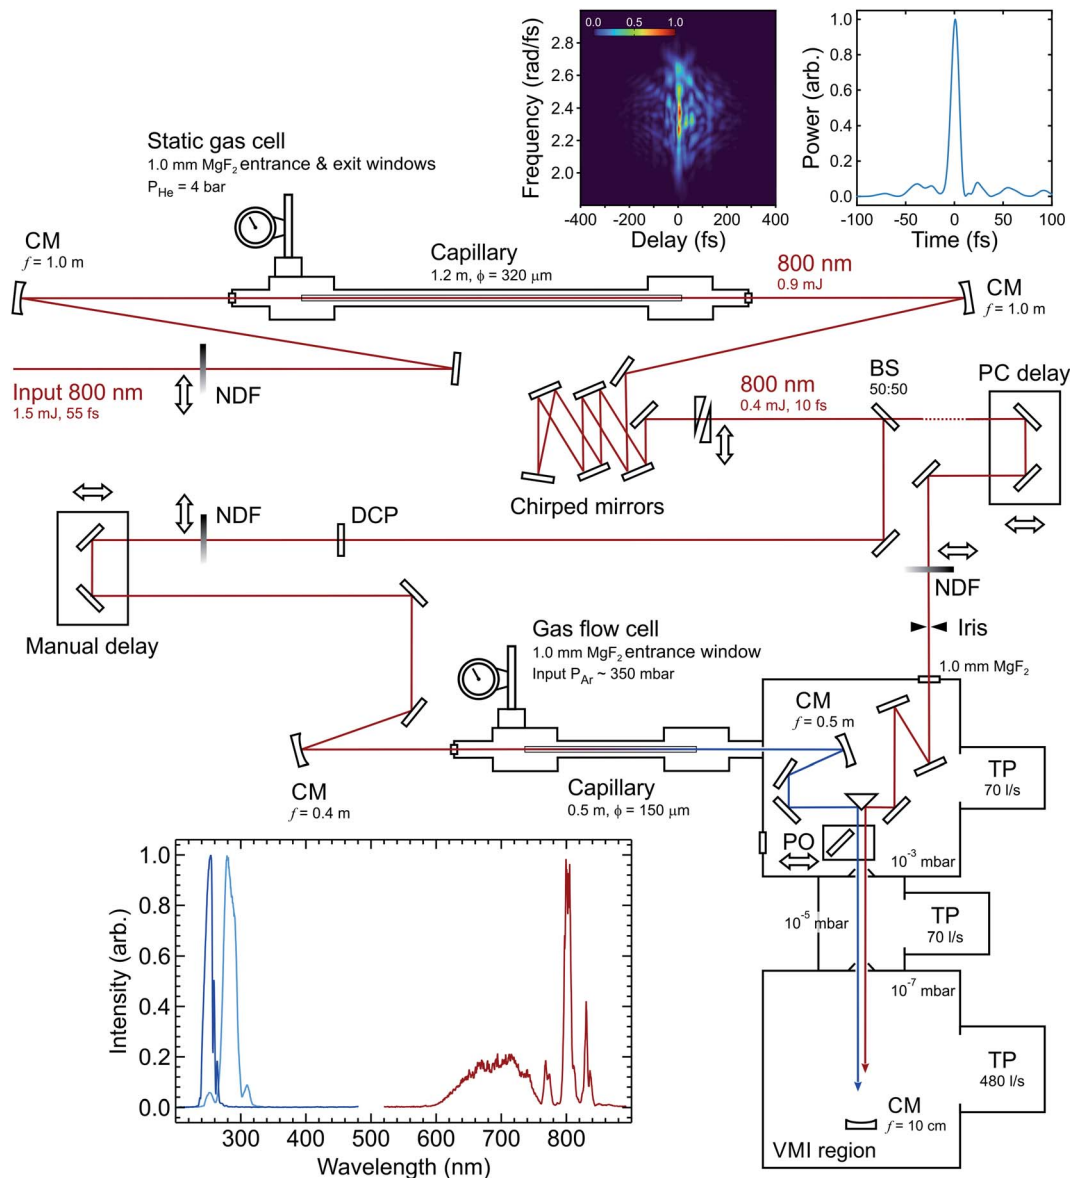 0.0 0.5 1.0
Frequency (rad/fs)
2.8
2.6
2.4
2.2
2.0
-400 -200 0 200 400
Delay (fs)
Power (arb.)
1.0
0.8
0.6
0.4
0.2
0.0
-100 -50 0 50 100
Time (fs)
Static gas cell
1.0 mm MgF2 entrance & exit windows
PHe = 4 bar
CM
f = 1.0 m
Capillary
1.2 m, ϕ = 320 μm
800 nm
0.9 mJ
CM
f = 1.0 m
Input 800 nm
1.5 mJ, 55 fs
NDF
800 nm
0.4 mJ, 10 fs
BS
50:50
PC delay
Chirped mirrors
NDF
DCP
NDF
Manual delay
Iris
Gas flow cell
1.0 mm MgF2 entrance window
Input PAr ~ 350 mbar
1.0 mm MgF2
CM
f = 0.5 m
CM
f = 0.4 m
Capillary
0.5 m, ϕ = 150 μm
TP
70 l/s
PO
10-3 mbar
10-5 mbar
TP
70 l/s
10-7 mbar
TP
480 l/s
CM
f = 10 cm
VMI region
Intensity (arb.)
1.0
0.8
0.6
0.4
0.2
0.0
300 400 500 600 700 800
Wavelength (nm)